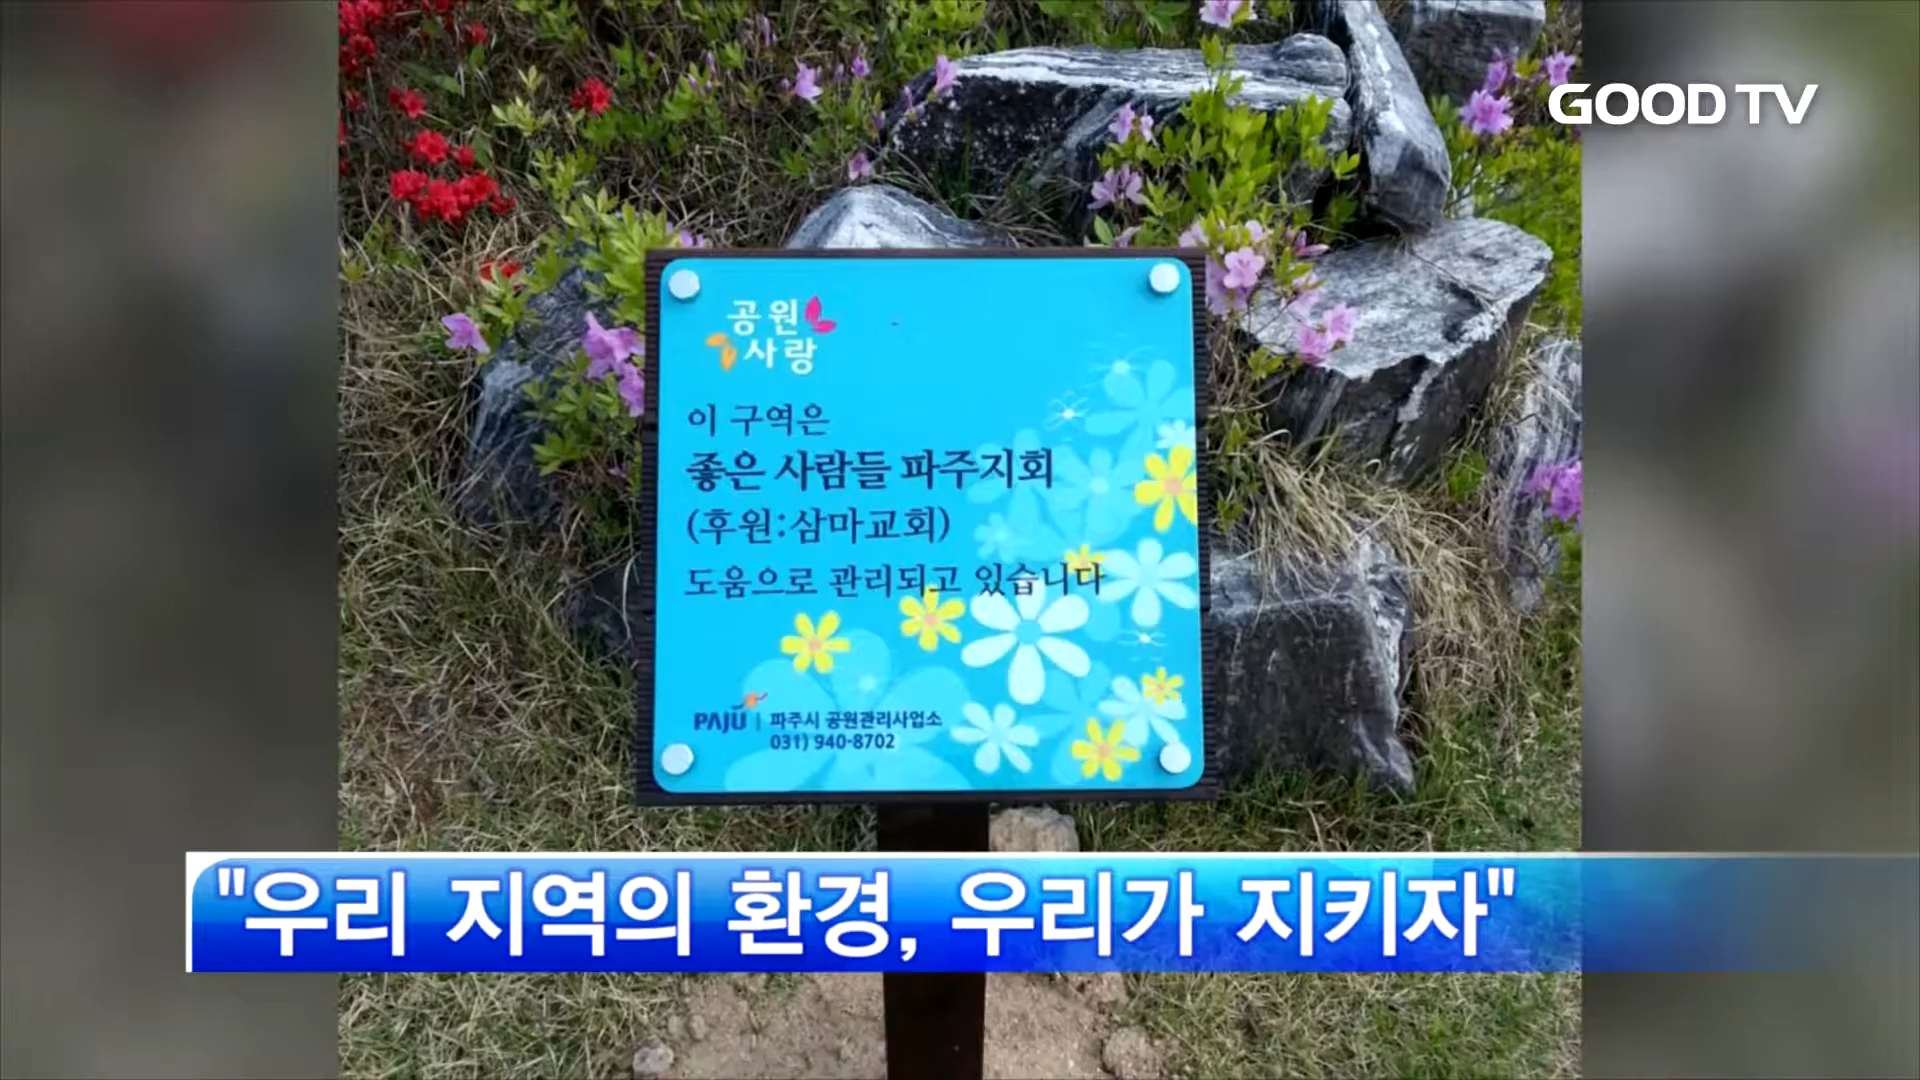 GOOD TV
공원
사랑
이 구역은
좋은 사람들 파주지회
(후원:삼마교회)
도움으로 관리되고 있습니다
PAJU | 파주시 공원관리사업소
031) 940-8702
"우리 지역의 환경, 우리가 지키자"